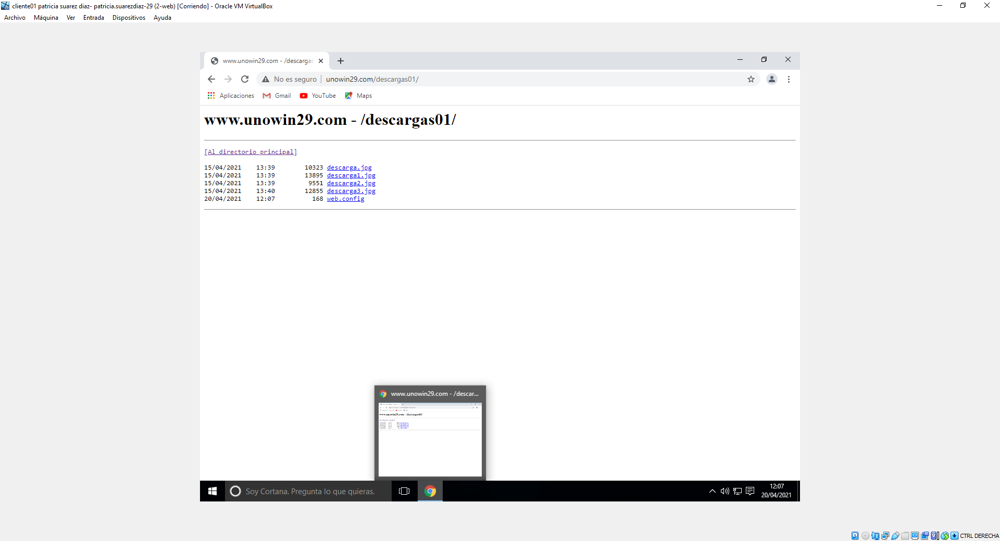 cliente01 patricia suarez diaz- patricia.suarezdiaz-29 (2-web) [Corriendo] - Oracle VM VirtualBox
Archivo Máquina Ver Entrada Dispositivos Ayuda
www.unowin29.com - /descargas
No es seguro unowin29.com/descargas01/
Aplicaciones Gmail YouTube Maps
www.unowin29.com - /descargas01/
[Al directorio principal]
15/04/2021 13:39 10323 descarga.jpg
15/04/2021 13:39 13895 descarga1.jpg
15/04/2021 13:39 9551 descarga2.jpg
15/04/2021 13:40 12855 descarga3.jpg
20/04/2021 12:07 168 web.config
www.unowin29.com - /descar...
www.unowin29.com - /descargas01/
Soy Cortana. Pregunta lo que quieras.
12:07
20/04/2021
CTRL DERECHA